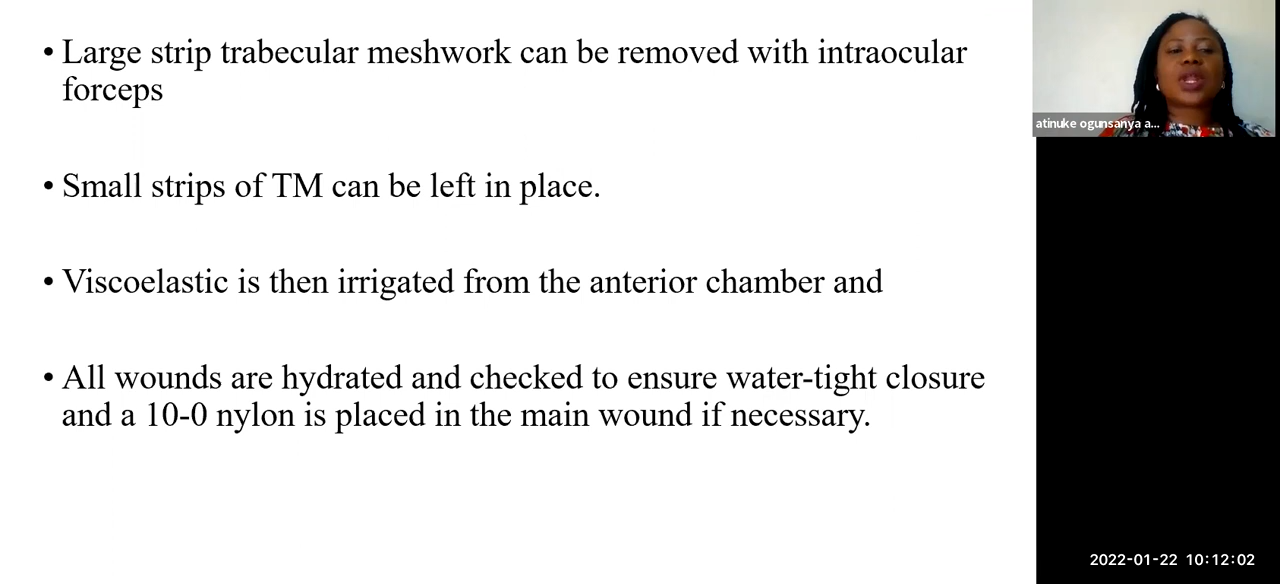 • Large strip trabecular meshwork can be removed with intraocular
forceps
• Small strips of TM can be left in place.
• Viscoelastic is then irrigated from the anterior chamber and
• All wounds are hydrated and checked to ensure water-tight closure
and a 10-0 nylon is placed in the main wound if necessary.
atinuke ogunsanya a...
2022-01-22 10:12:02